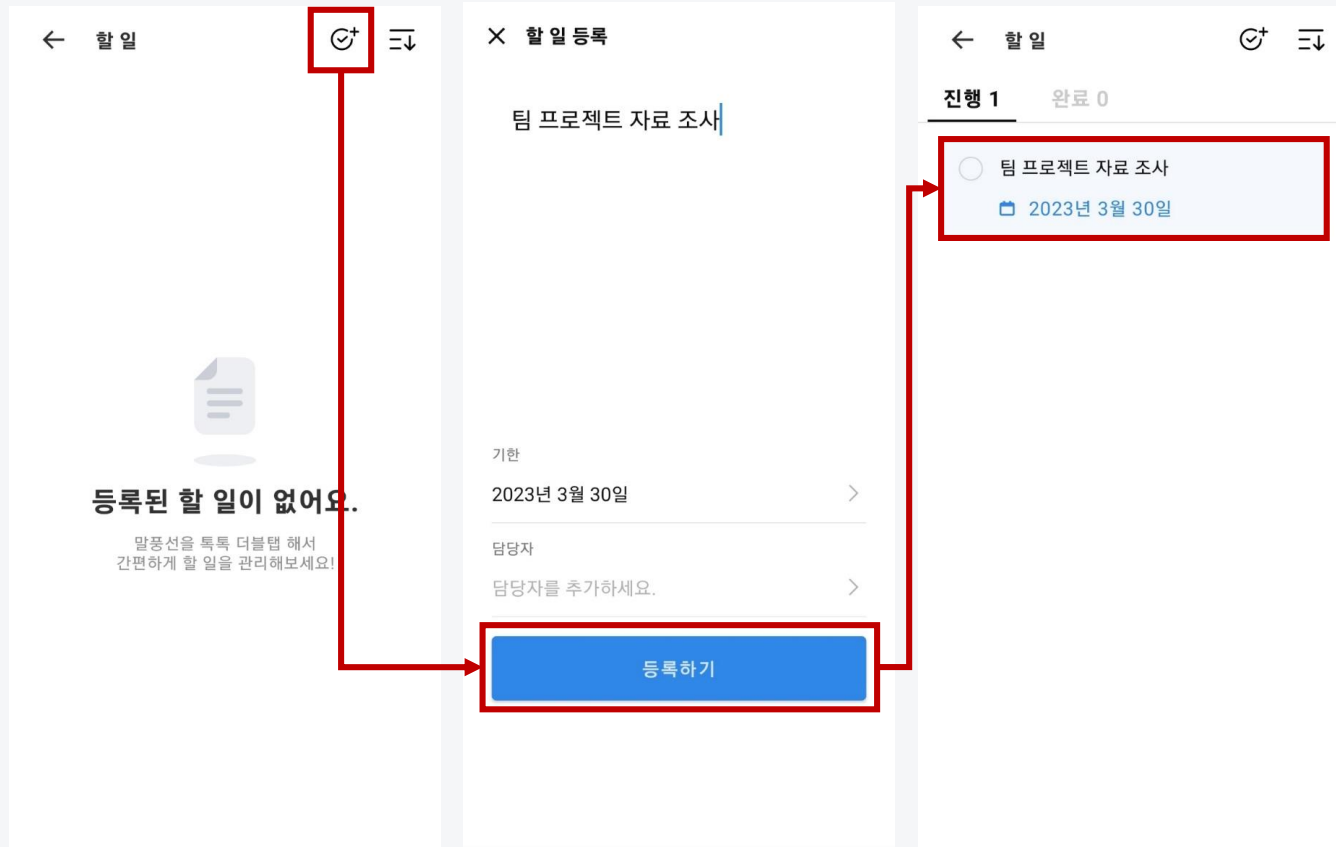 할 일
등록된 할 일이 없어요.
말풍선을 톡톡 더블탭 해서
간편하게 할 일을 관리해보세요!
할 일 등록
팀 프로젝트 자료 조사
기한
2023년 3월 30일
담당자
담당자를 추가하세요.
등록하기
할 일
진행 1 완료 0
팀 프로젝트 자료 조사
2023년 3월 30일